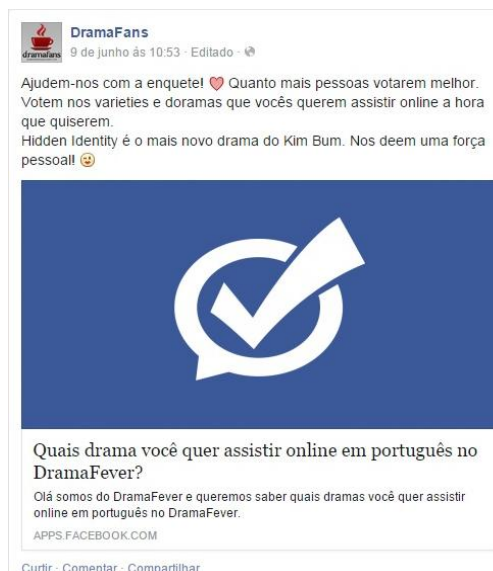 dramafans
DramaFans
9 de junho ás 10:53 · Editado ·
Ajudem-nos com a enquete! Quanto mais pessoas votarem melhor.
Votem nos varieties e doramas que vocês querem assistir online a hora
que quiserem.
Hidden Identity é o mais novo drama do Kim Bum. Nos deem uma força
pessoal!
Quais drama você quer assistir online em português no
DramaFever?
Olá somos do DramaFever e queremos saber quais dramas você quer assistir
online em português no DramaFever.
APPS.FACEBOOK.COM
Curtir · Comentar · Compartilhar